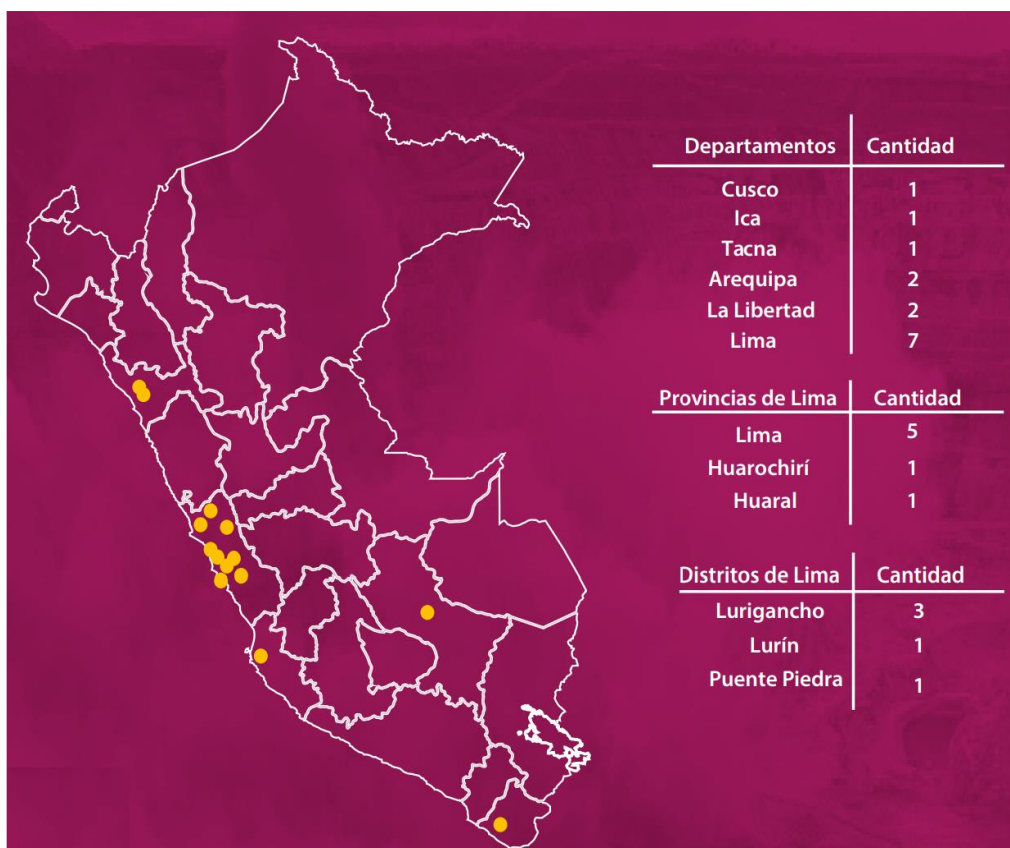 Departamentos Cantidad
Cusco 1
Ica 1
Tacna 1
Arequipa 2
La Libertad 2
Lima 7
Provincias de Lima Cantidad
Lima 5
Huarochirí 1
Huaral 1
Distritos de Lima Cantidad
Lurigancho 3
Lurín 1
Puente Piedra 1